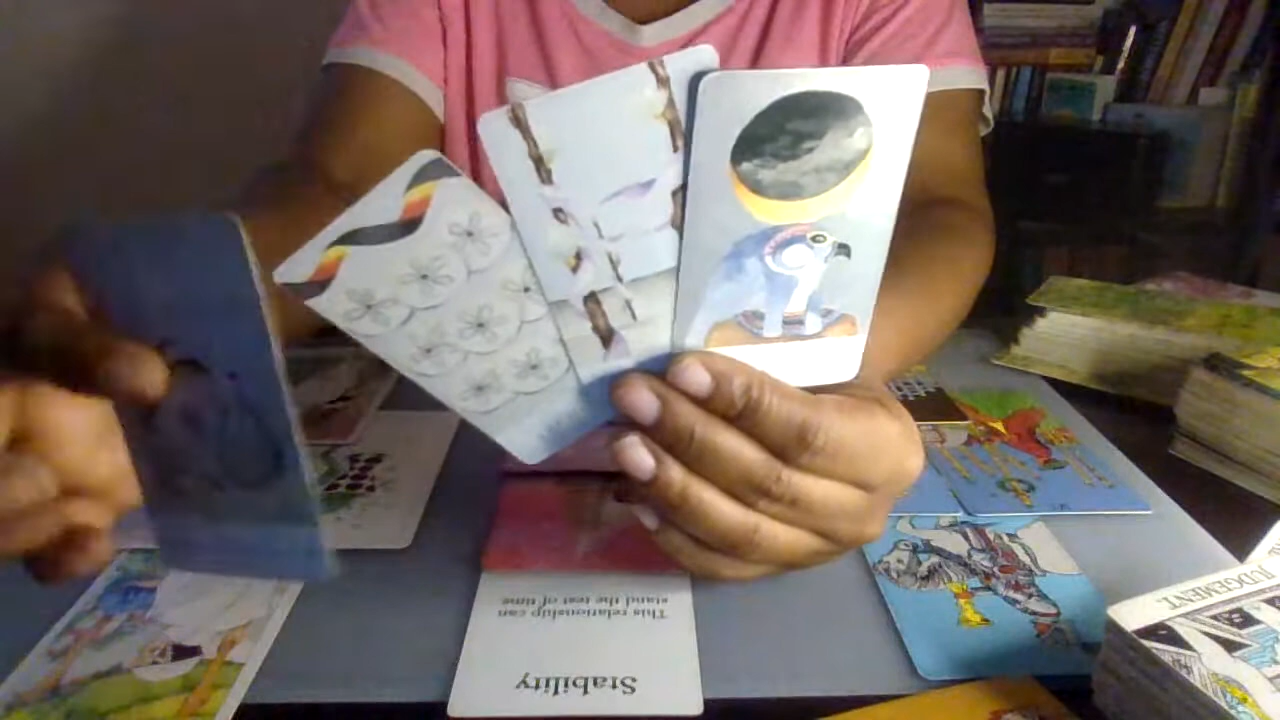 Stability
This relationship can
stand the test of time
JUDGEMENT.